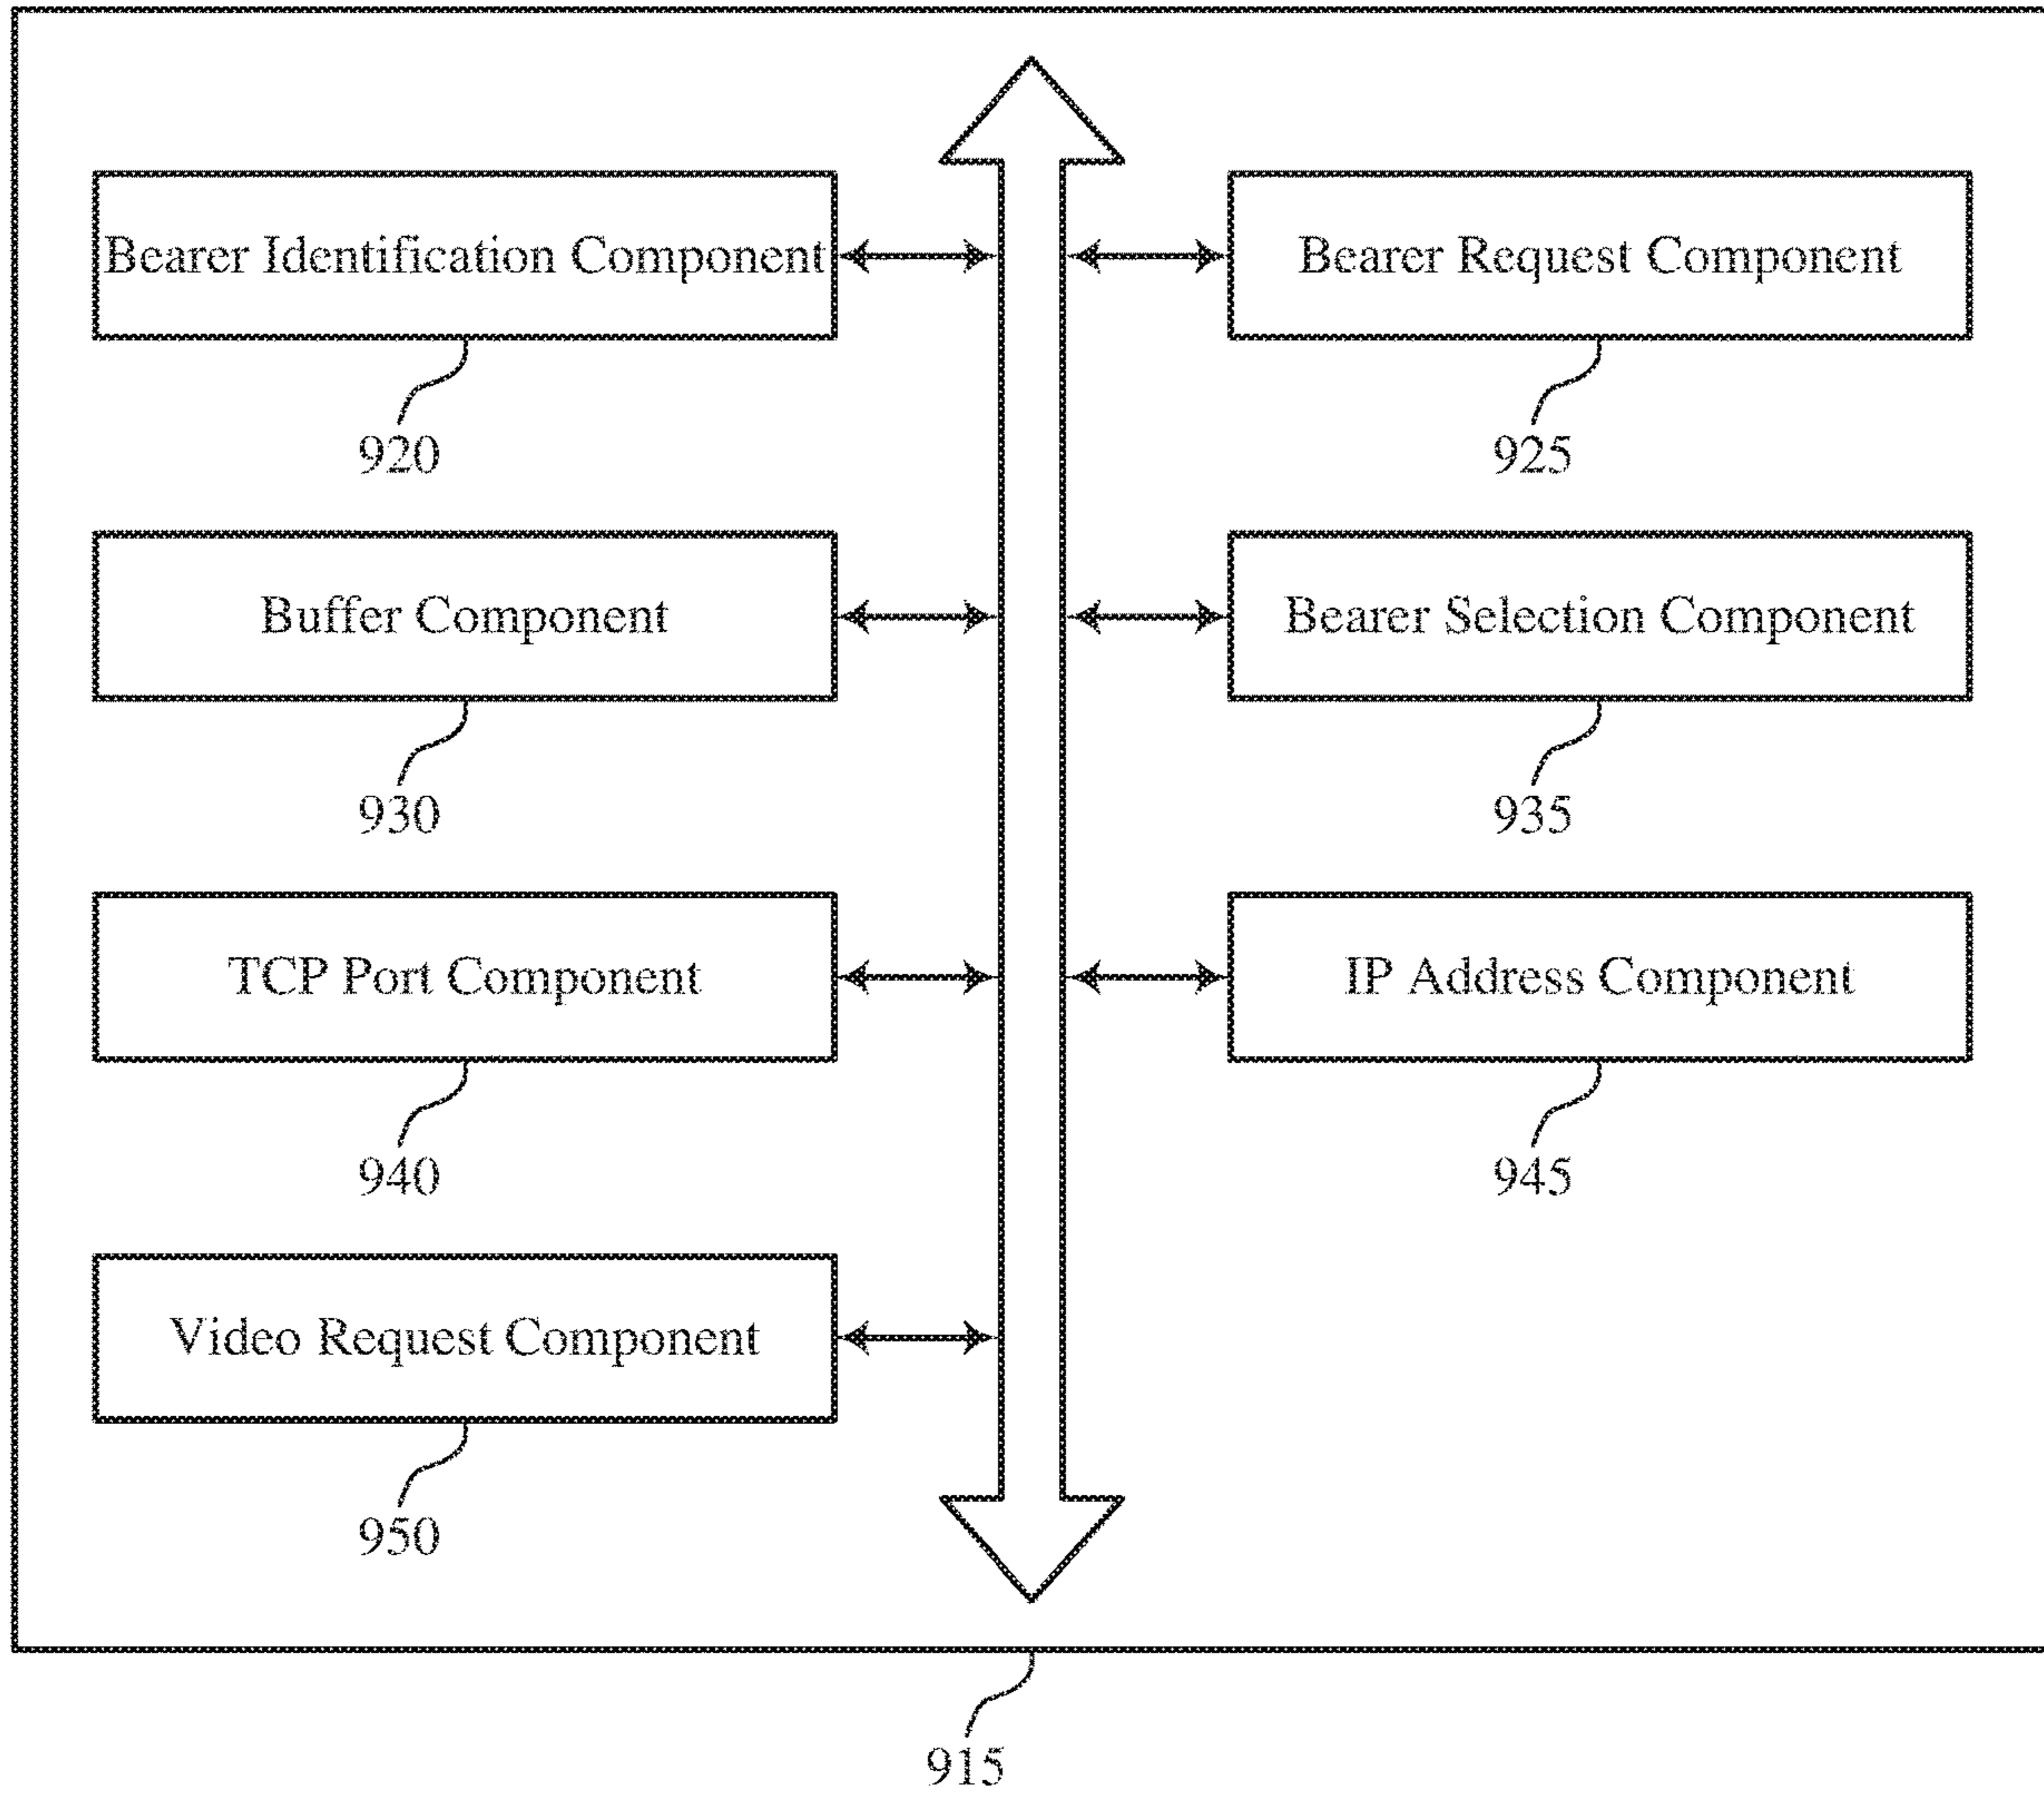 Bearer Identification Component
Bearer Request Component
920
925
Buffer Component
Bearer Selection Component
930
935
TCP Port Component
IP Address Component
940
945
Video Request Component
950
915